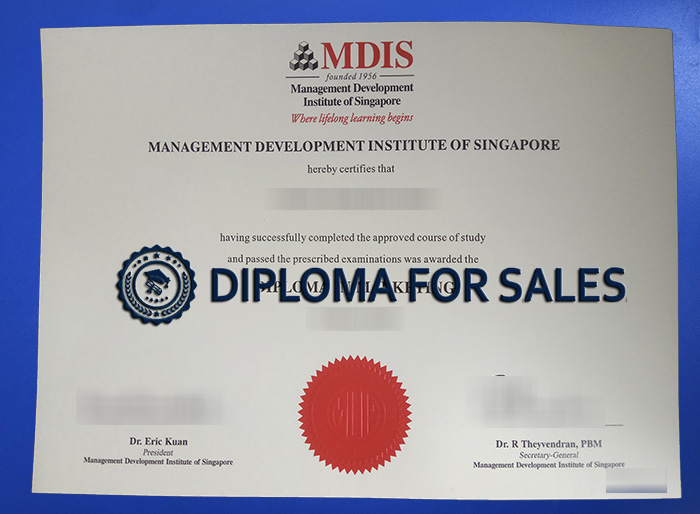 MDIS
founded 1956
Management Development
Institute of Singapore
Where lifelong learning begins
MANAGEMENT DEVELOPMENT INSTITUTE OF SINGAPORE
hereby certifies that
having successfully completed the approved course of study
and passed the prescribed examinations was awarded the
DIPLOMA IN MARKETING
DIPLOMA FOR SALES
Dr. Eric Kuan
President
Management Development Institute of Singapore
Dr. R Theyvendran, PBM
Secretary-General
Management Development Institute of Singapore